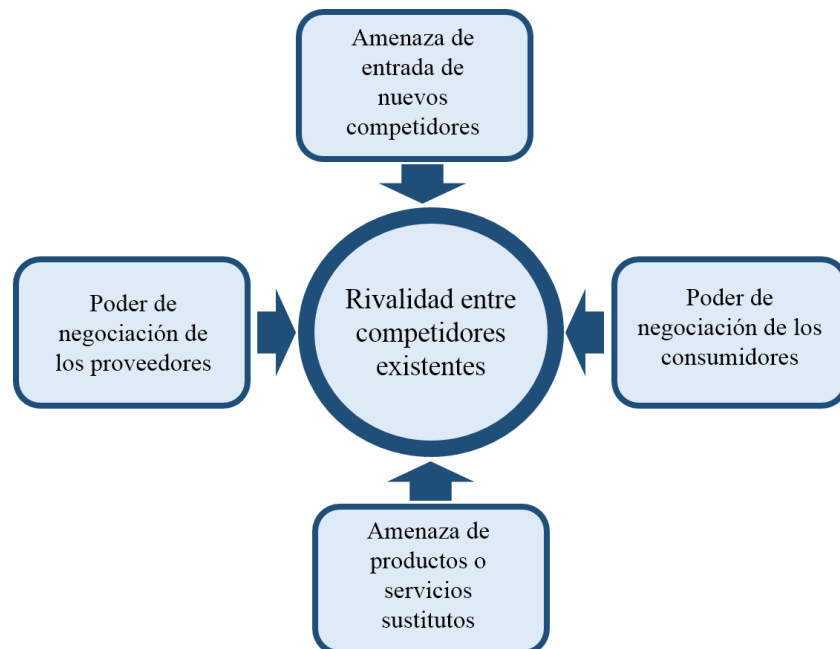 Amenaza de
entrada de
nuevos
competidores
Poder de
negociación de
los proveedores
Rivalidad entre
competidores
existentes
Poder de
negociación de los
consumidores
Amenaza de
productos o
servicios
sustitutos